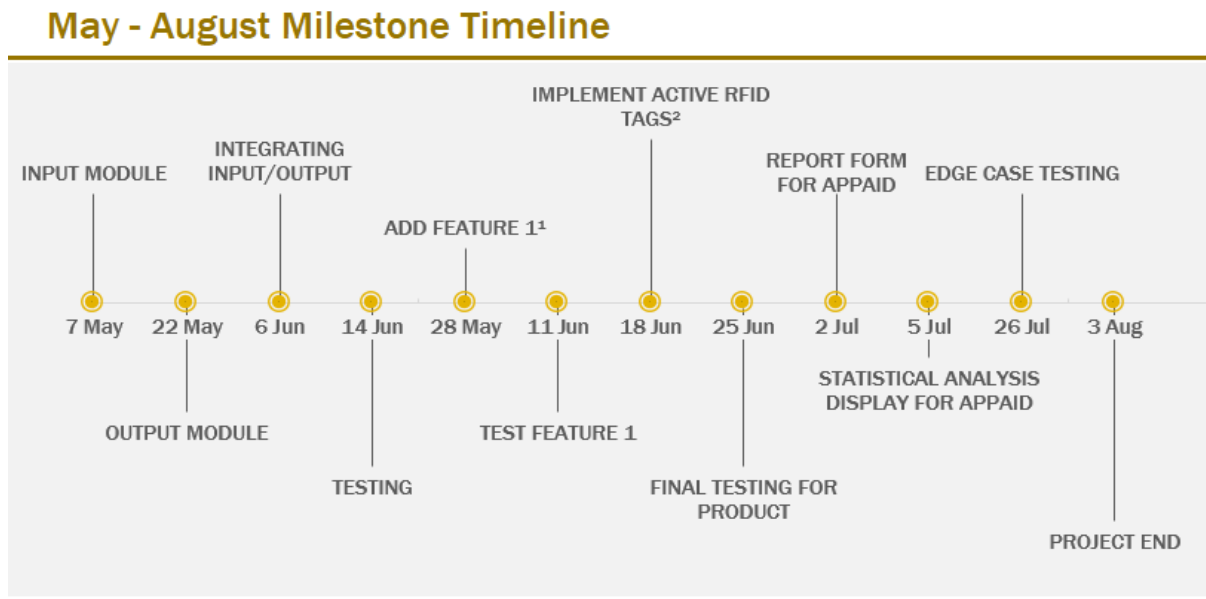 May - August Milestone Timeline
IMPLEMENT ACTIVE RFID
TAGS²
INTEGRATING
INPUT/OUTPUT
INPUT MODULE
REPORT FORM
FOR APPAID
EDGE CASE TESTING
ADD FEATURE 1¹
7 May
22 May
6 Jun
14 Jun
28 May
11 Jun
18 Jun
25 Jun
2 Jul
5 Jul
26 Jul
3 Aug
STATISTICAL ANALYSIS
DISPLAY FOR APPAID
OUTPUT MODULE
TEST FEATURE 1
TESTING
FINAL TESTING FOR
PRODUCT
PROJECT END